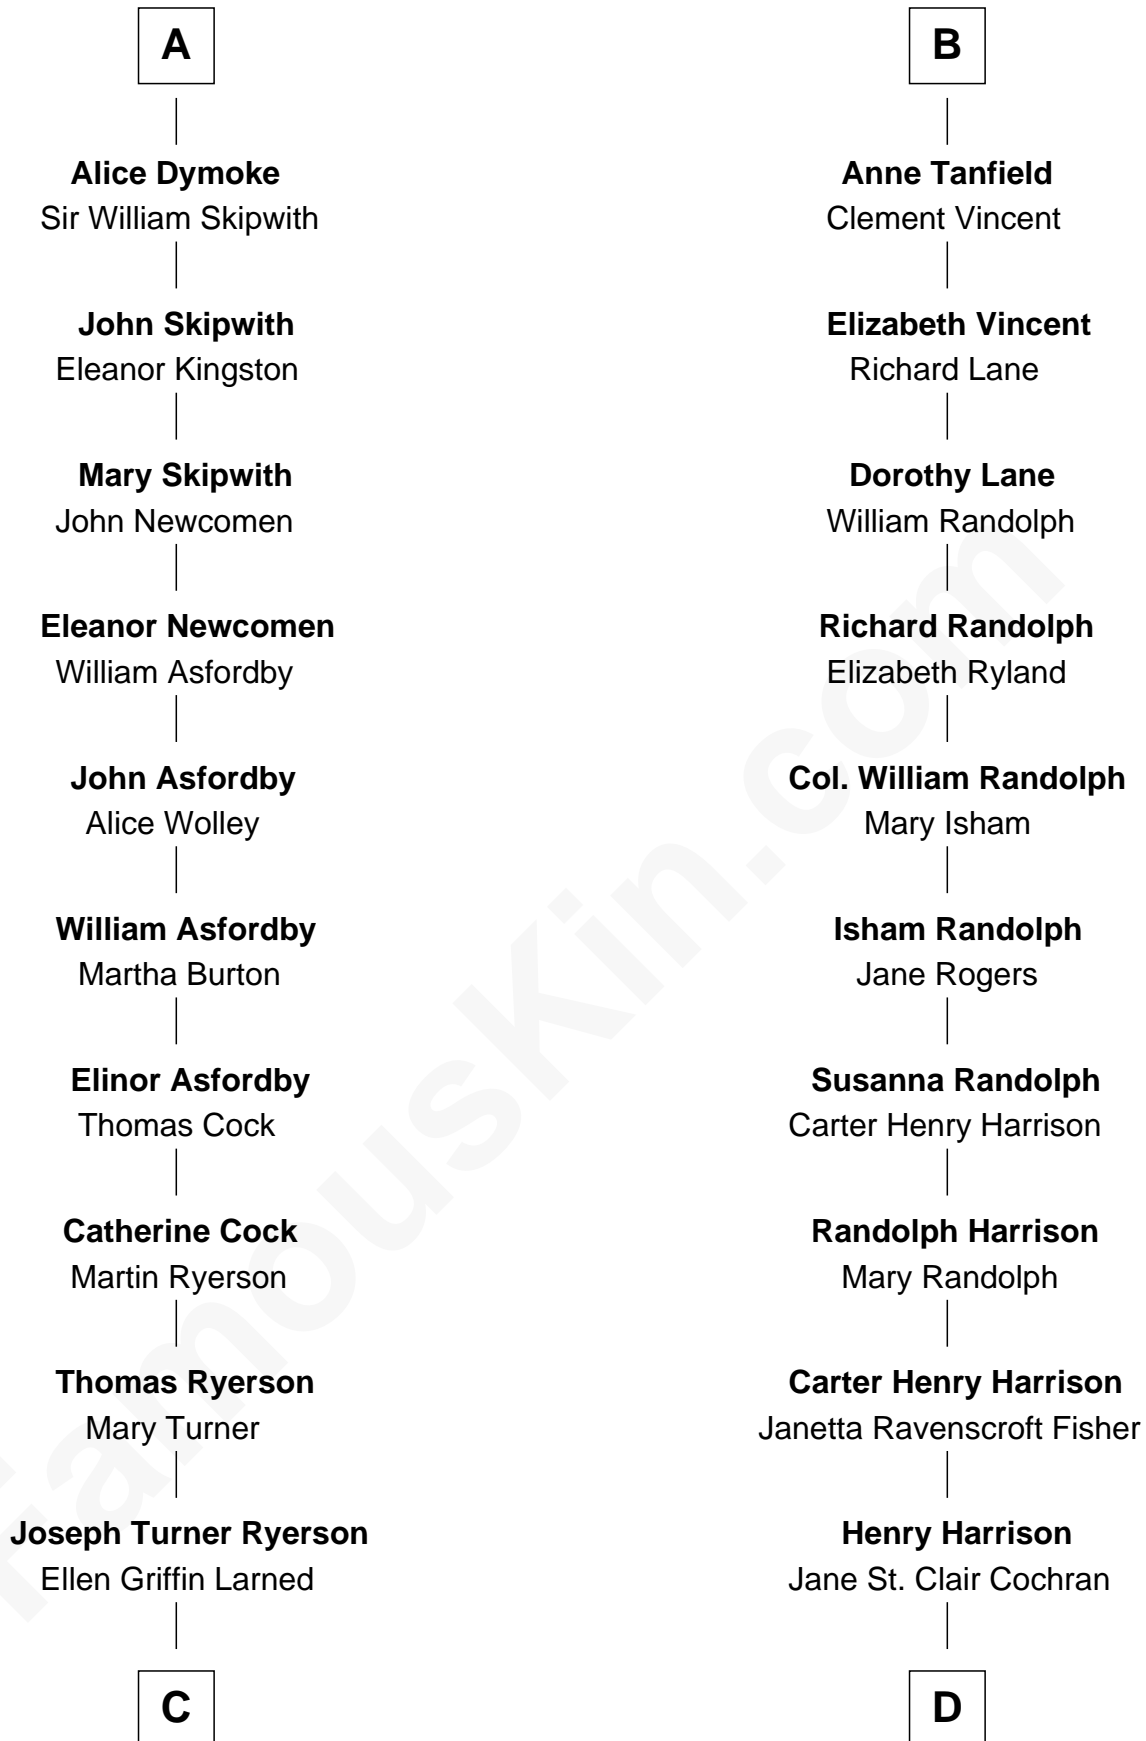 A
Alice Dymoke
Sir William Skipwith
John Skipwith
Eleanor Kingston
Mary Skipwith
John Newcomen
Eleanor Newcomen
William Asfordby
John Asfordby
Alice Wolley
William Asfordby
Martha Burton
Elinor Asfordby
Thomas Cock
Catherine Cock
Martin Ryerson
Thomas Ryerson
Mary Turner
Joseph Turner Ryerson
Ellen Griffin Larned
C
B
Anne Tanfield
Clement Vincent
Elizabeth Vincent
Richard Lane
Dorothy Lane
William Randolph
Richard Randolph
Elizabeth Ryland
Col. William Randolph
Mary Isham
Isham Randolph
Jane Rogers
Susanna Randolph
Carter Henry Harrison
Randolph Harrison
Mary Randolph
Carter Henry Harrison
Janetta Ravenscroft Fisher
Henry Harrison
Jane St. Clair Cochran
D
FamousKin.com